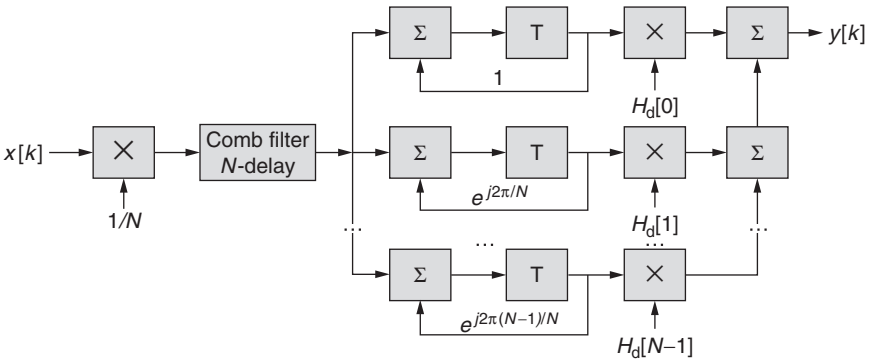 Σ T × Σ y[k]
1
H_d[0]
x[k] × Comb filter N-delay Σ T × Σ
e^{j2π/N}
1/N H_d[1]
... ... ... ...
Σ T ×
e^{j2π(N−1)/N}
H_d[N−1]